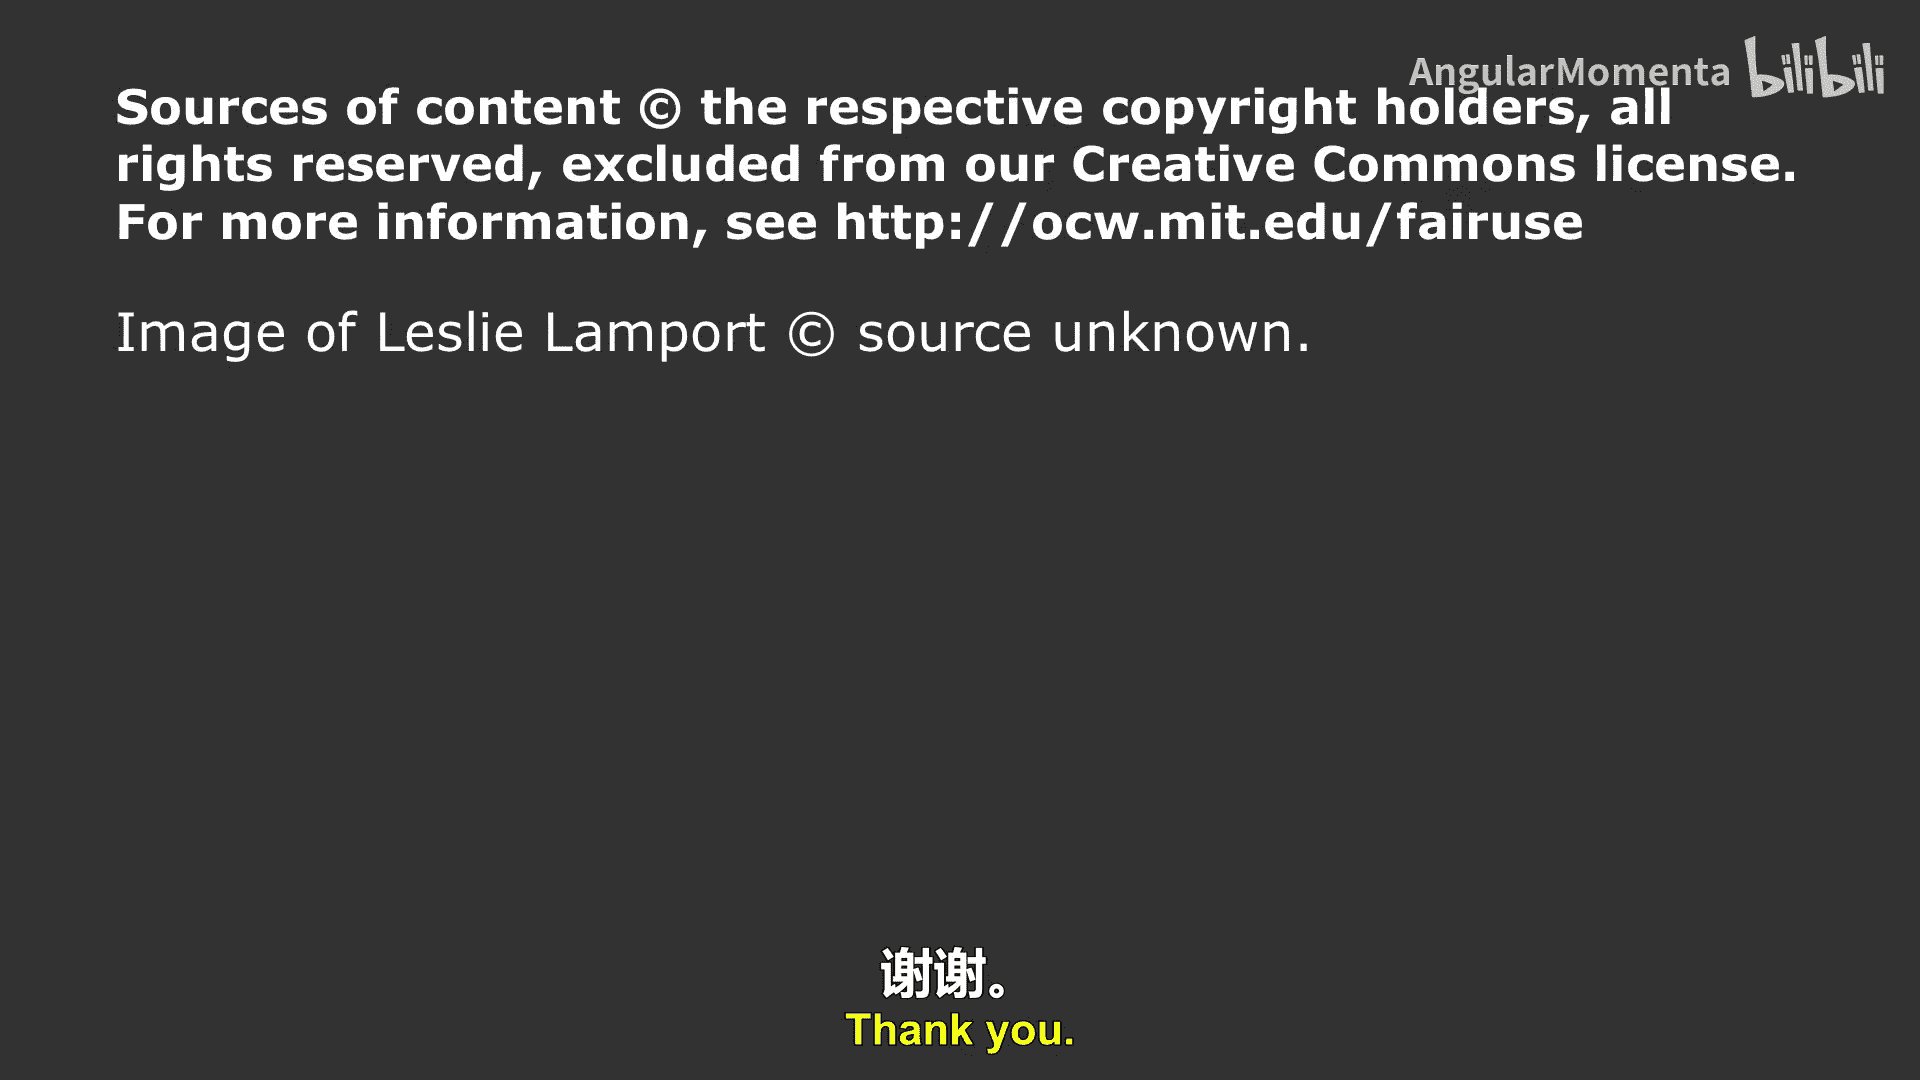 AngularMomenta bilibili
Sources of content © the respective copyright holders, all
rights reserved, excluded from our Creative Commons license.
For more information, see http://ocw.mit.edu/fairuse
Image of Leslie Lamport © source unknown.
谢谢。
Thank you.